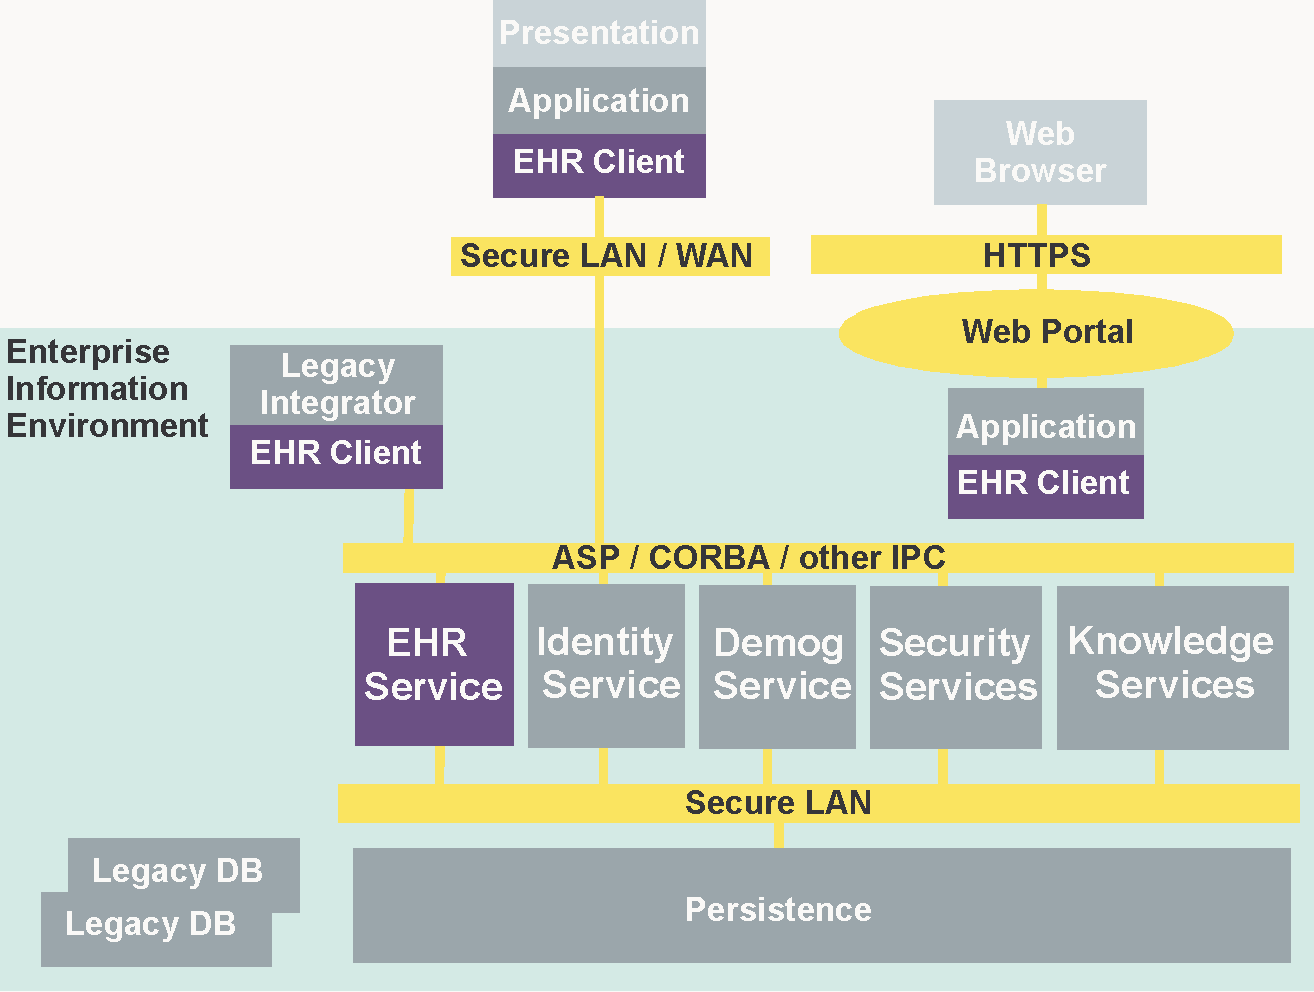 Presentation
Application
EHR Client
Web
Browser
Secure LAN / WAN
HTTPS
Web Portal
Enterprise
Information
Environment
Legacy
Integrator
EHR Client
Application
EHR Client
ASP / CORBA / other IPC
EHR
Service
Identity
Service
Demog
Service
Security
Services
Knowledge
Services
Secure LAN
Legacy DB
Legacy DB
Persistence